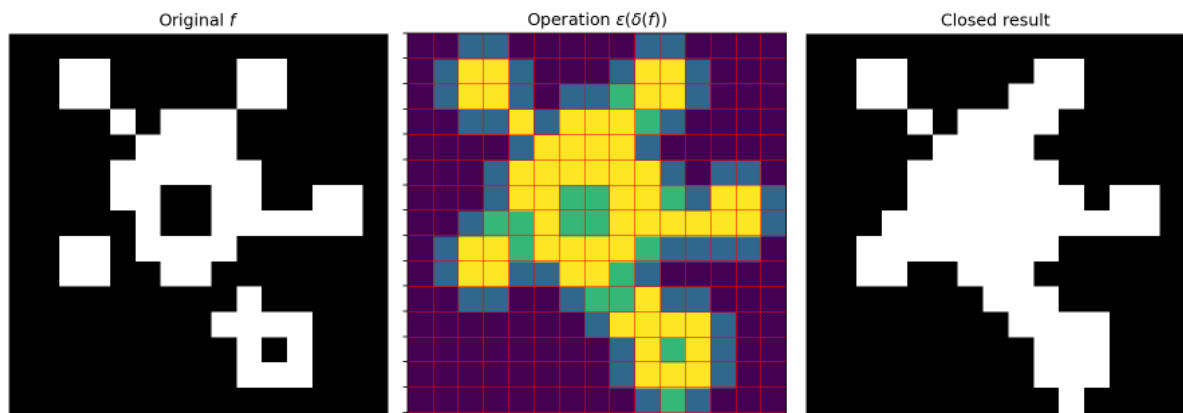 Original f
Operation ε(δ(f))
Closed result